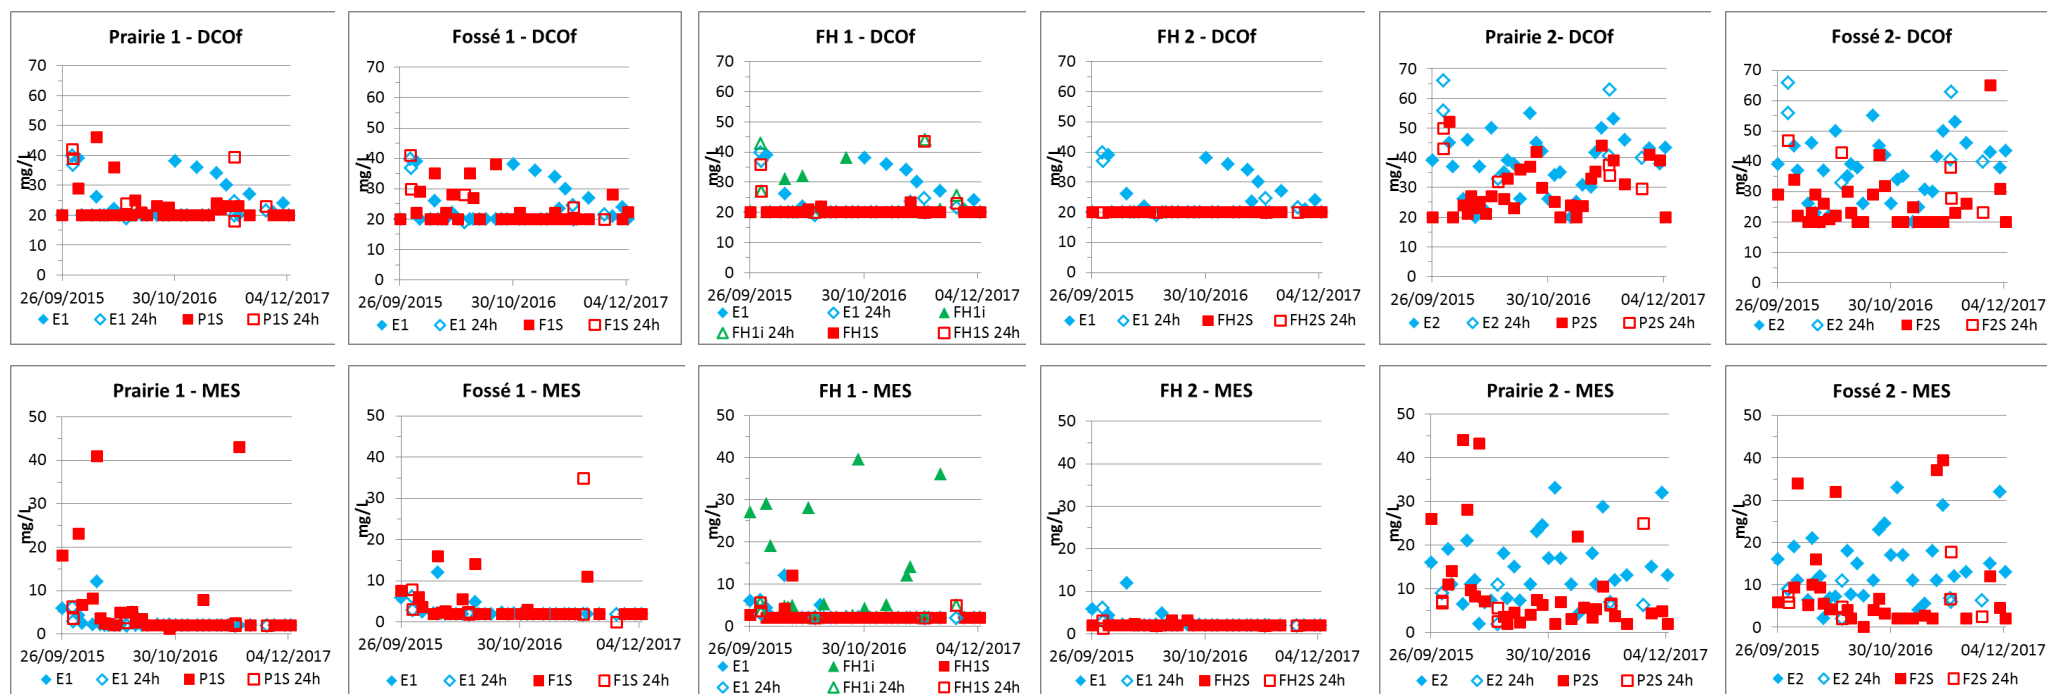 Prairie 1 - DCOf
mg/L
70
60
50
40
30
20
10
0
26/09/2015 30/10/2016 04/12/2017
E1 E1 24h P1S P1S 24h
Fossé 1 - DCOf
mg/L
70
60
50
40
30
20
10
0
26/09/2015 30/10/2016 04/12/2017
E1 E1 24h F1S F1S 24h
FH 1 - DCOf
mg/L
70
60
50
40
30
20
10
0
26/09/2015 30/10/2016 04/12/2017
E1 E1 24h FH1i
FH1i 24h FH1S FH1S 24h
FH 2 - DCOf
mg/L
70
60
50
40
30
20
10
0
26/09/2015 30/10/2016 04/12/2017
E1 E1 24h FH2S FH2S 24h
Prairie 2 - DCOf
mg/L
70
60
50
40
30
20
10
0
26/09/2015 30/10/2016 04/12/2017
E2 E2 24h P2S P2S 24h
Fossé 2- DCOf
mg/L
70
60
50
40
30
20
10
0
26/09/2015 30/10/2016 04/12/2017
E2 E2 24h F2S F2S 24h
Prairie 1 - MES
mg/L
50
40
30
20
10
0
26/09/2015 30/10/2016 04/12/2017
E1 E1 24h P1S P1S 24h
Fossé 1 - MES
mg/L
50
40
30
20
10
0
26/09/2015 30/10/2016 04/12/2017
E1 E1 24h F1S F1S 24h
FH 1 - MES
mg/L
50
40
30
20
10
0
26/09/2015 30/10/2016 04/12/2017
E1 FH1i FH1S
E1 24h FH1i 24h FH1S 24h
FH 2 - MES
mg/L
50
40
30
20
10
0
26/09/2015 30/10/2016 04/12/2017
E1 E1 24h FH2S FH2S 24h
Prairie 2 - MES
mg/L
50
40
30
20
10
0
26/09/2015 30/10/2016 04/12/2017
E2 E2 24h P2S P2S 24h
Fossé 2 - MES
mg/L
50
40
30
20
10
0
26/09/2015 30/10/2016 04/12/2017
E2 E2 24h F2S F2S 24h